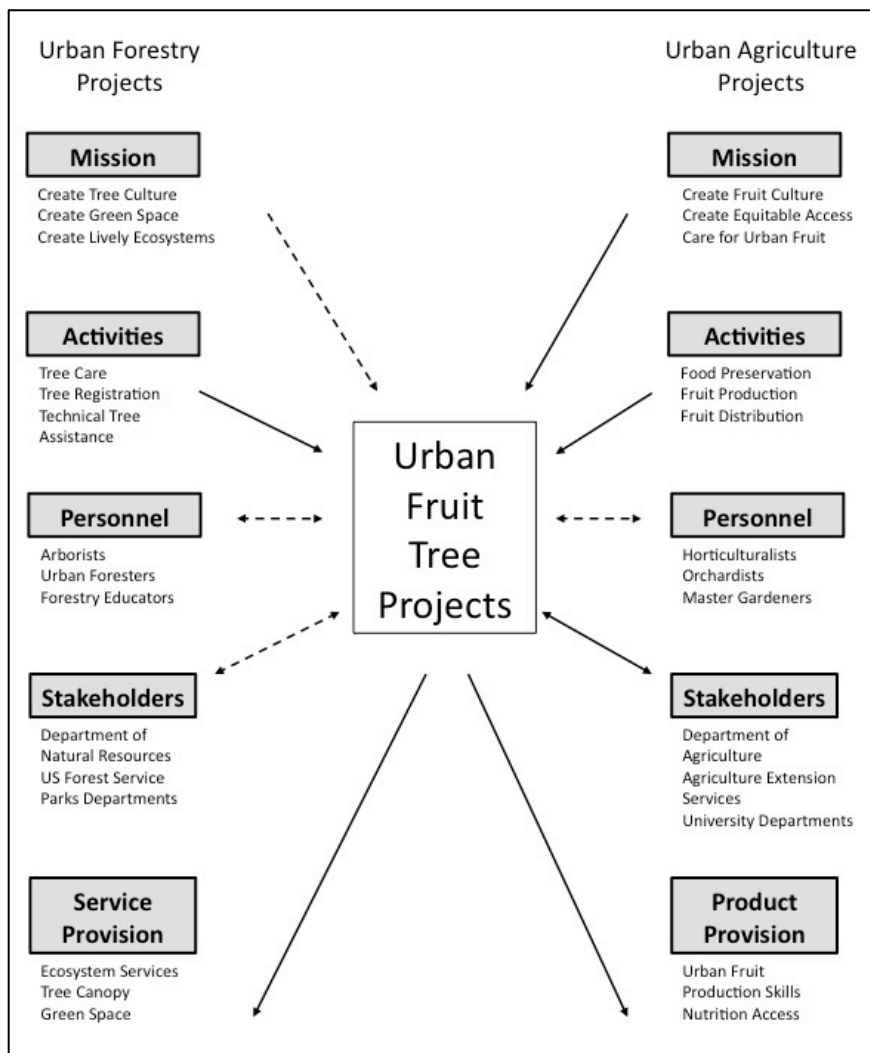 Urban Forestry
Projects
Mission
Create Tree Culture
Create Green Space
Create Lively Ecosystems
Activities
Tree Care
Tree Registration
Technical Tree
Assistance
Personnel
Arborists
Urban Foresters
Forestry Educators
Stakeholders
Department of
Natural Resources
US Forest Service
Parks Departments
Service
Provision
Ecosystem Services
Tree Canopy
Green Space
Urban
Fruit
Tree
Projects
Urban Agriculture
Projects
Mission
Create Fruit Culture
Create Equitable Access
Care for Urban Fruit
Activities
Food Preservation
Fruit Production
Fruit Distribution
Personnel
Horticulturalists
Orchardists
Master Gardeners
Stakeholders
Department of
Agriculture
Agriculture Extension
Services
University Departments
Product
Provision
Urban Fruit
Production Skills
Nutrition Access